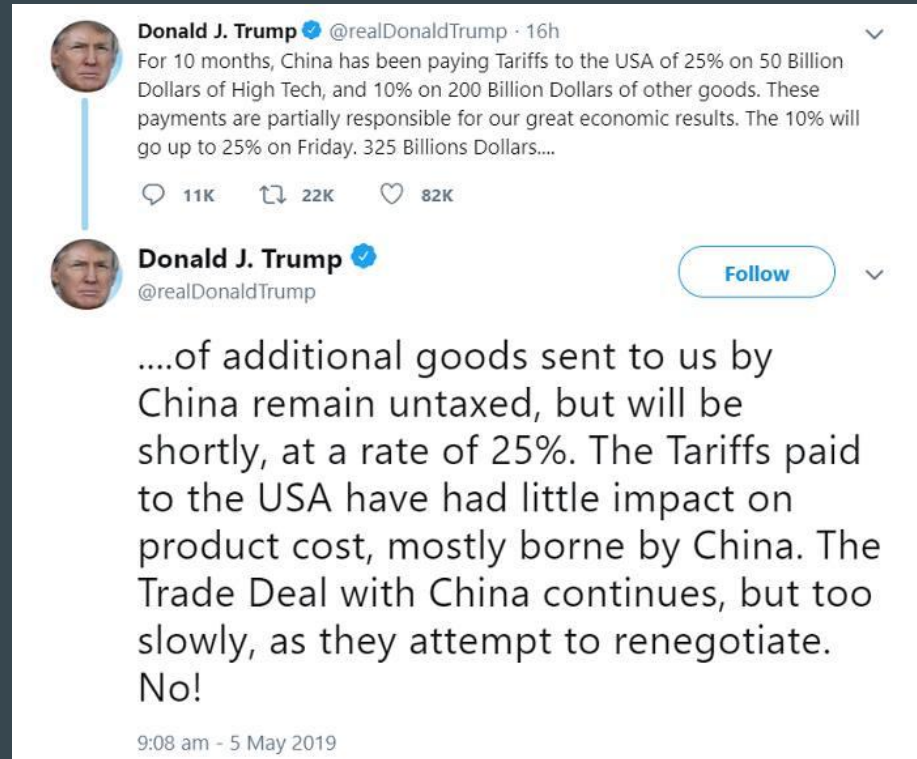 Donald J. Trump @realDonaldTrump · 16h
For 10 months, China has been paying Tariffs to the USA of 25% on 50 Billion
Dollars of High Tech, and 10% on 200 Billion Dollars of other goods. These
payments are partially responsible for our great economic results. The 10% will
go up to 25% on Friday. 325 Billions Dollars....
11K 22K 82K
Donald J. Trump
Follow
@realDonaldTrump
....of additional goods sent to us by
China remain untaxed, but will be
shortly, at a rate of 25%. The Tariffs paid
to the USA have had little impact on
product cost, mostly borne by China. The
Trade Deal with China continues, but too
slowly, as they attempt to renegotiate.
No!
9:08 am - 5 May 2019